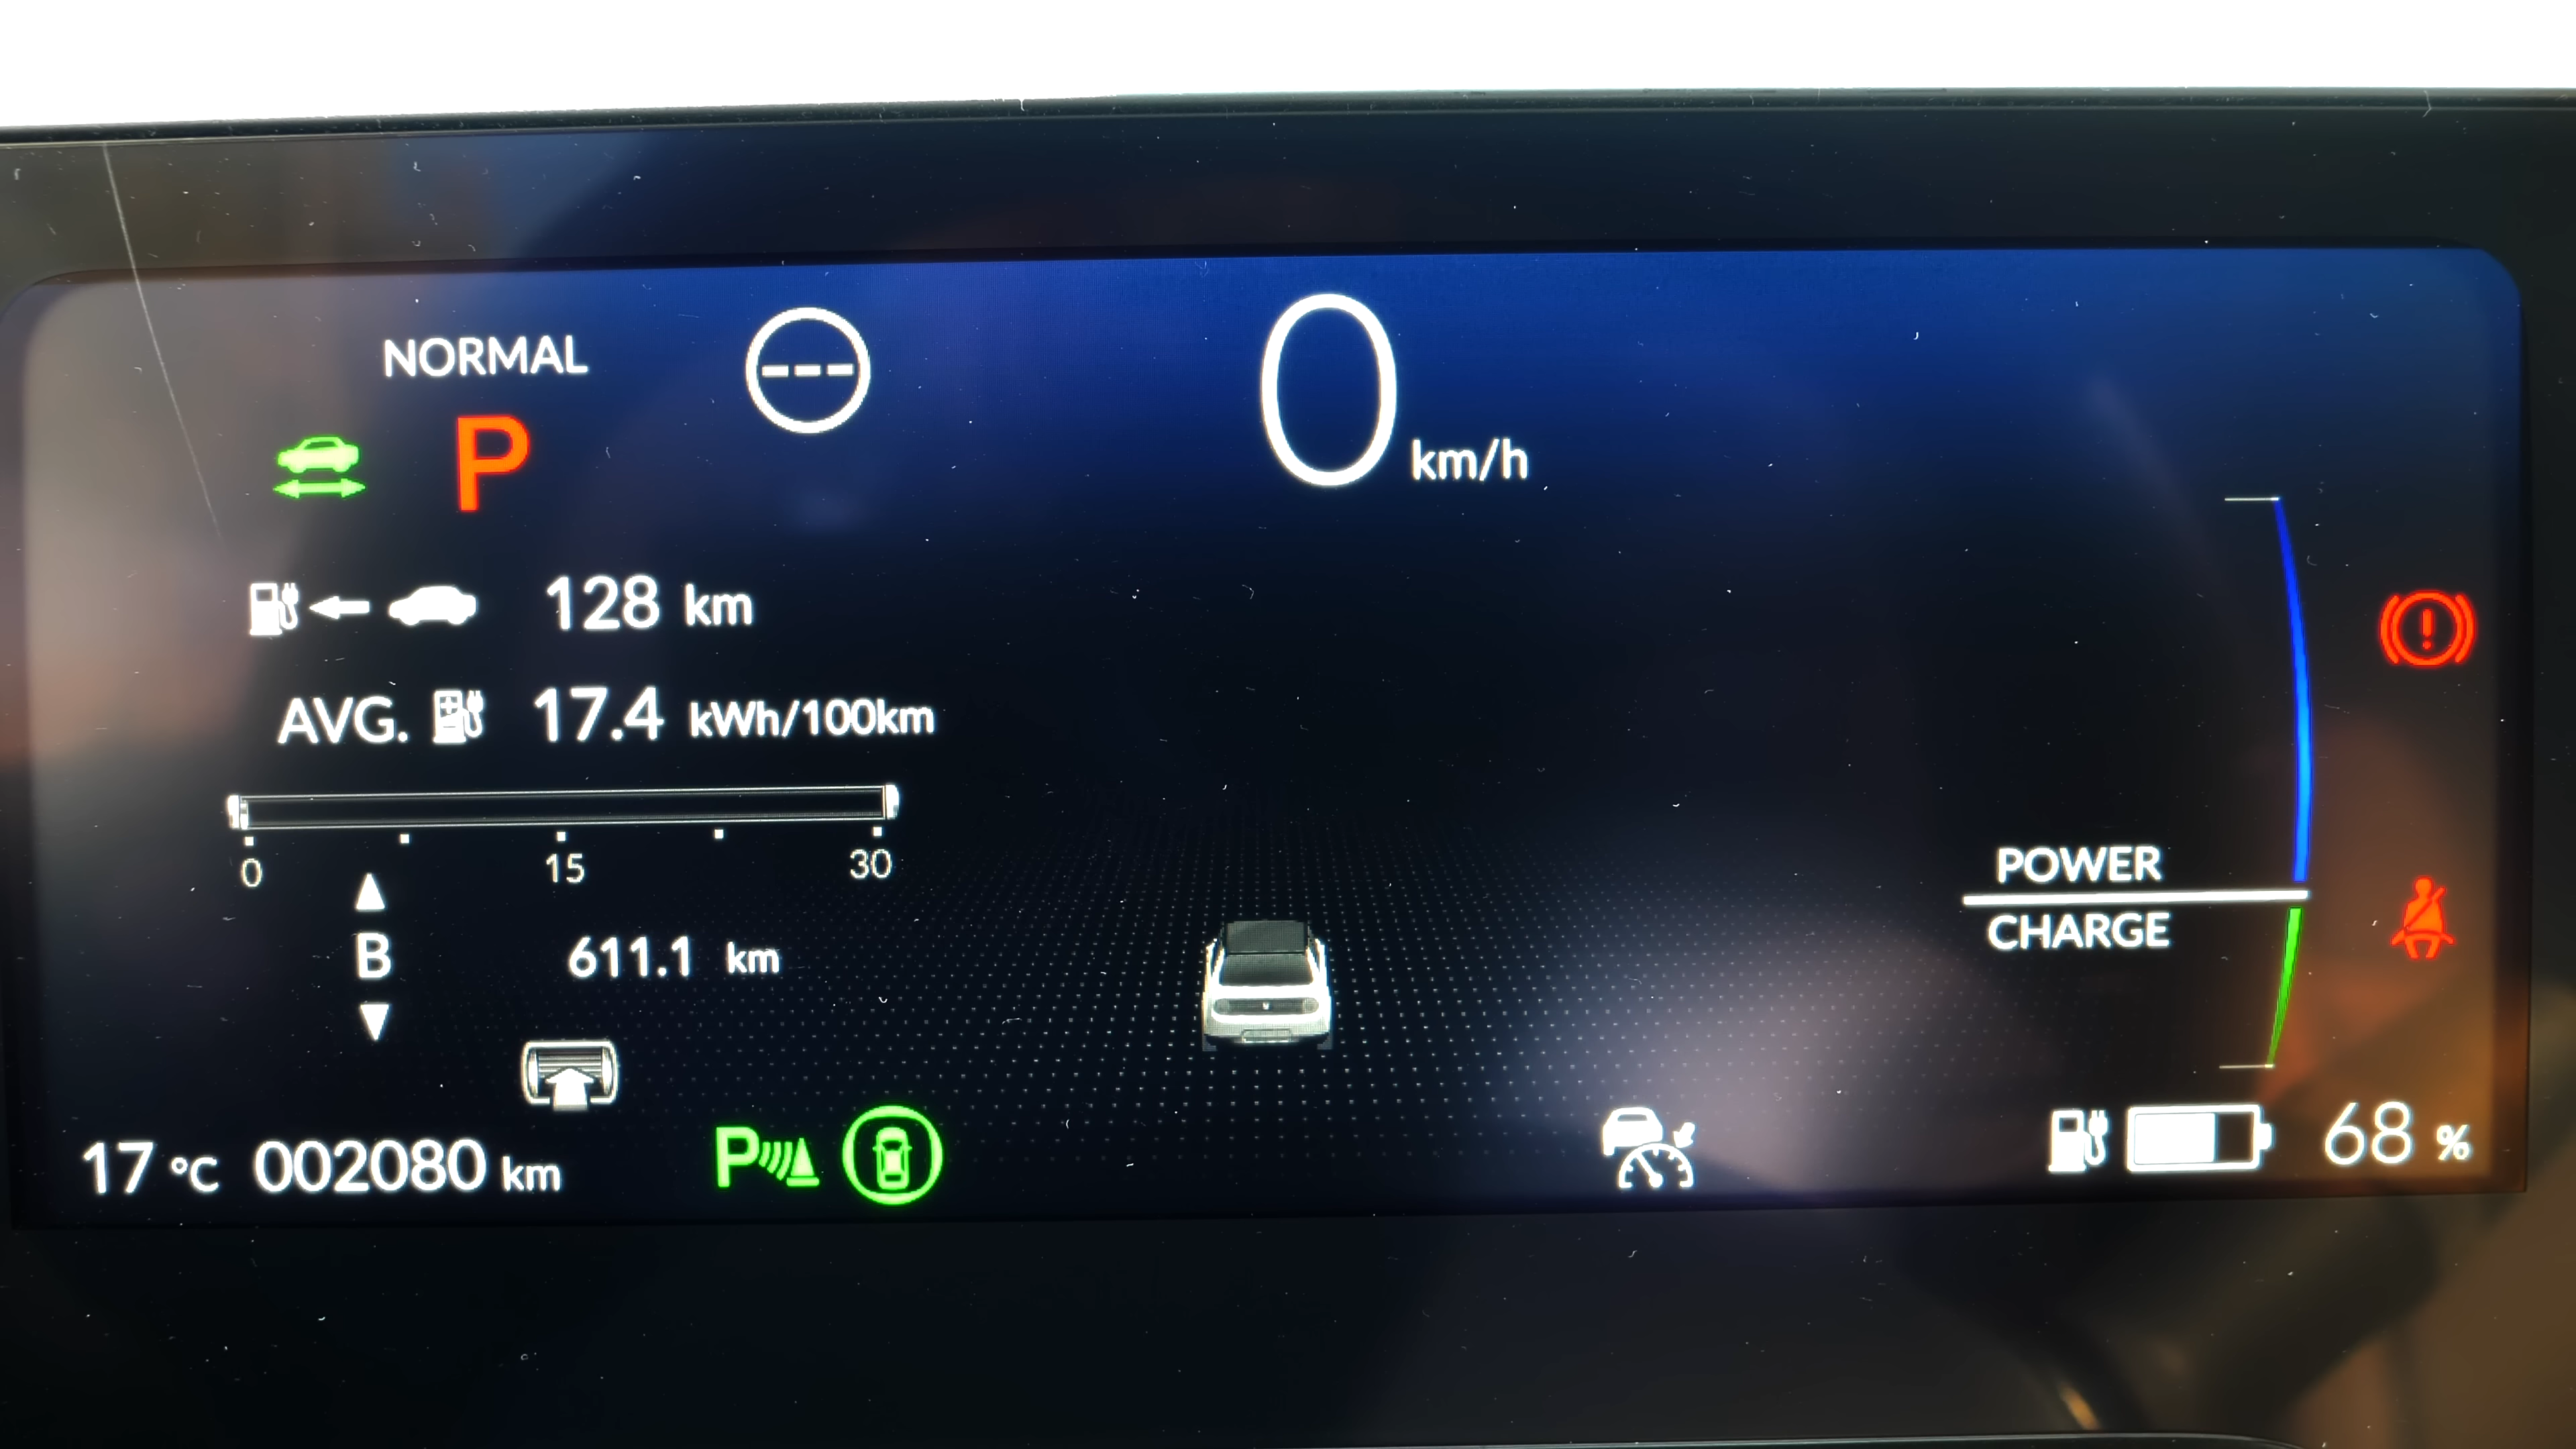 NORMAL
---
0 km/h
P
128 km
AVG. 17.4 kWh/100km
0 15 30
POWER
CHARGE
B 611.1 km
17 °C 002080 km
P
68 %